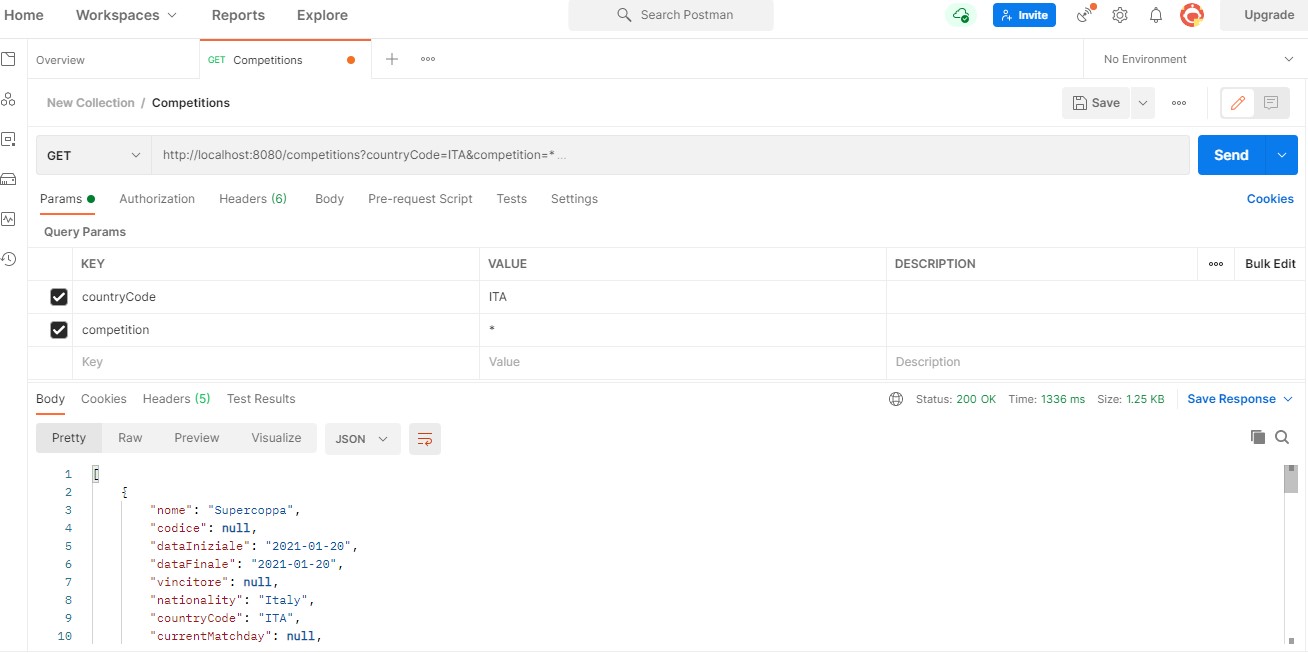 Home Workspaces Reports Explore Search Postman Invite Upgrade
Overview GET Competitions No Environment
New Collection / Competitions Save
GET http://localhost:8080/competitions?countryCode=ITA&competition=* ... Send
Params Authorization Headers (6) Body Pre-request Script Tests Settings Cookies
Query Params
KEY VALUE DESCRIPTION Bulk Edit
countryCode ITA
competition *
Key Value Description
Body Cookies Headers (5) Test Results Status: 200 OK Time: 1336 ms Size: 1.25 KB Save Response
Pretty Raw Preview Visualize JSON
1 [
2 {
3 "nome": "Supercoppa",
4 "codice": null,
5 "dataIniziale": "2021-01-20",
6 "dataFinale": "2021-01-20",
7 "vincitore": null,
8 "nationality": "Italy",
9 "countryCode": "ITA",
10 "currentMatchday": null,